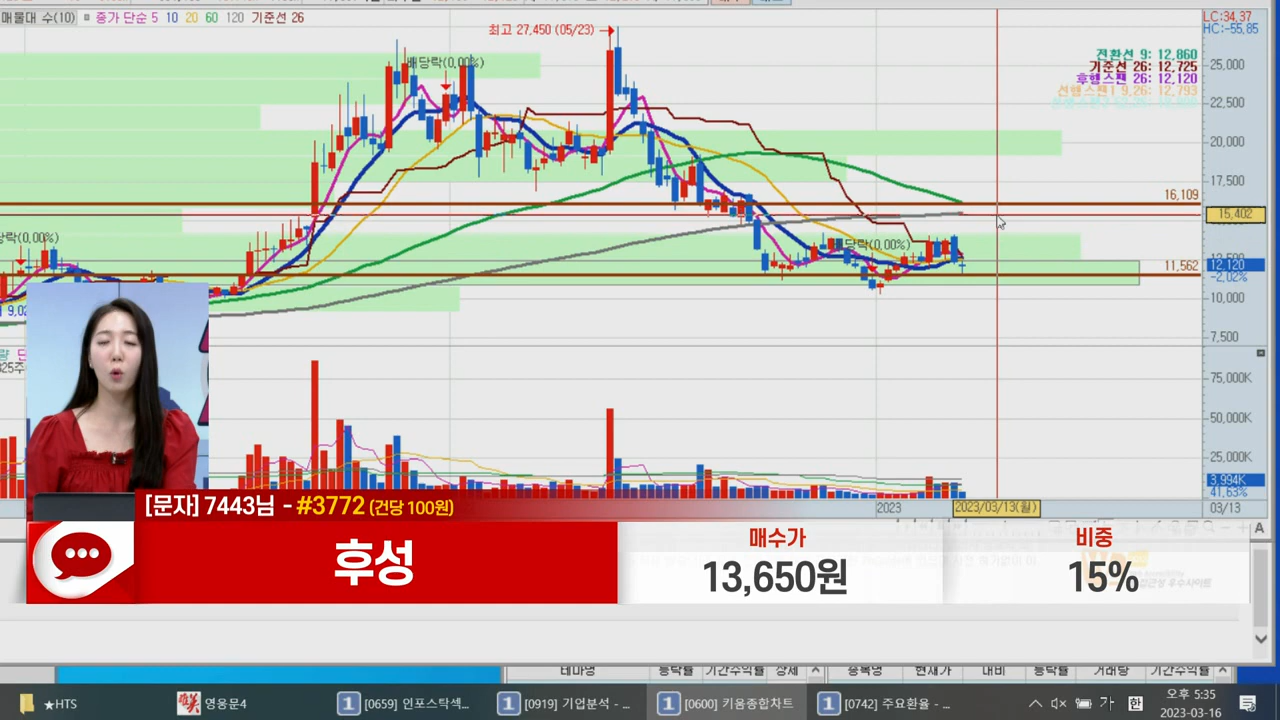 매물대 수(10) 종가 단순 5 10 20 60 120 기준선 26
LC:34,37
HC:-55,85
최고 27,450 (05/23)
배당락(0,00%)
전환선 9: 12,860
기준선 26: 12,725
후행스팬 26: 12,120
선행스팬1 9,26: 12,793
25,000
22,500
20,000
17,500
16,109
15,402
배당락(0,00%)
락(0,00%)
11,562
12,120
-2,02%
10,000
7,500
75,000K
50,000K
25,000K
3,994K
41,63%
2023
2023/03/13(월)
03/13
[문자] 7443님 - #3772 (건당 100원)
후성
매수가
13,650원
비중
15%
테마명 등락률 기간수익률 상세 종목명 현재가 대비 등락률 거래량 기간수익률
★HTS
영웅문4
[0659] 인포스탁섹...
[0919] 기업분석 - ...
[0600] 키움종합차트
[0742] 주요환율 - ...
가
한
오후 5:35
2023-03-16